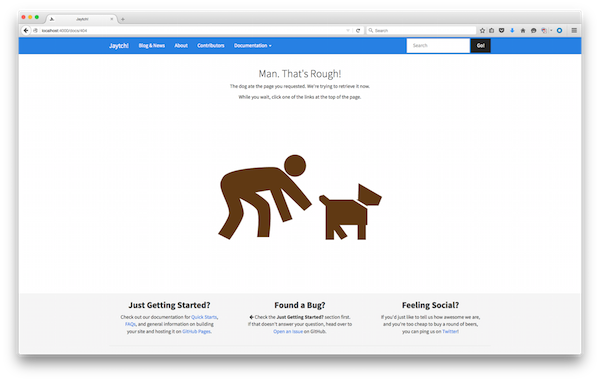 Jaytch!
localhost:4000/docs/404
Search
Jaytch! Blog & News About Contributors Documentation Search Go!
Man. That's Rough!
The dog ate the page you requested. We're trying to retrieve it now.
While you wait, click one of the links at the top of the page.
Just Getting Started?
Check out our documentation for Quick Starts,
FAQs, and general information on building
your site and hosting it on GitHub Pages.
Found a Bug?
← Check the Just Getting Started? section first.
If that doesn't answer your question, head over to
Open an issue on GitHub.
Feeling Social?
If you'd just like to tell us how awesome we are,
and you're too cheap to buy a round of beers,
you can ping us on Twitter!